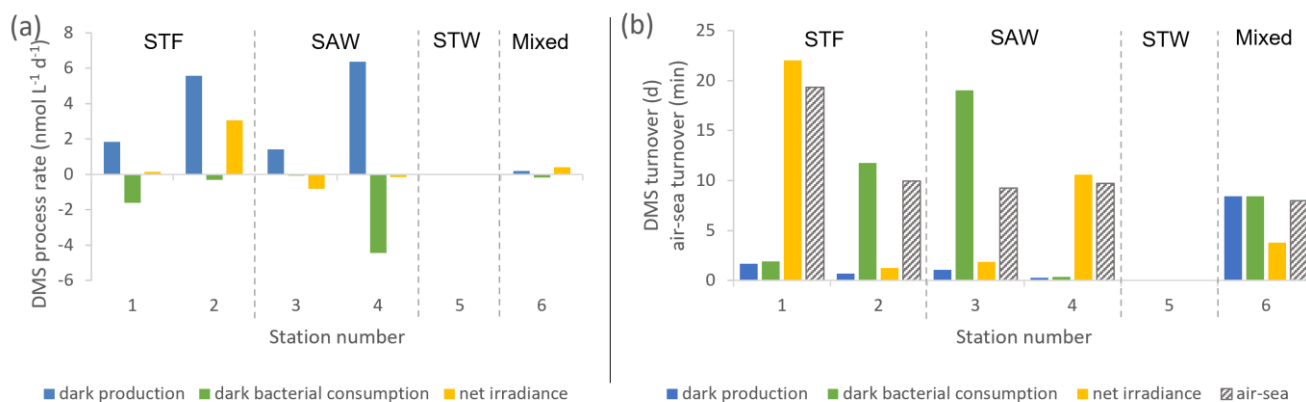 (a)
STF SAW STW Mixed
DMS process rate (nmol L⁻¹ d⁻¹)
8
6
4
2
0
-2
-4
-6
1 2 3 4 5 6
Station number
dark production dark bacterial consumption net irradiance
(b)
STF SAW STW Mixed
DMS turnover (d)
air-sea turnover (min)
25
20
15
10
5
0
1 2 3 4 5 6
Station number
dark production dark bacterial consumption net irradiance air-sea